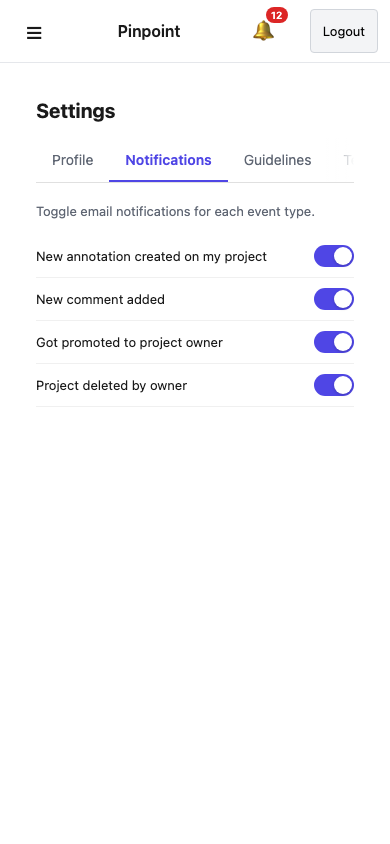 Pinpoint
12
Logout
Settings
Profile Notifications Guidelines
Toggle email notifications for each event type.
New annotation created on my project
New comment added
Got promoted to project owner
Project deleted by owner